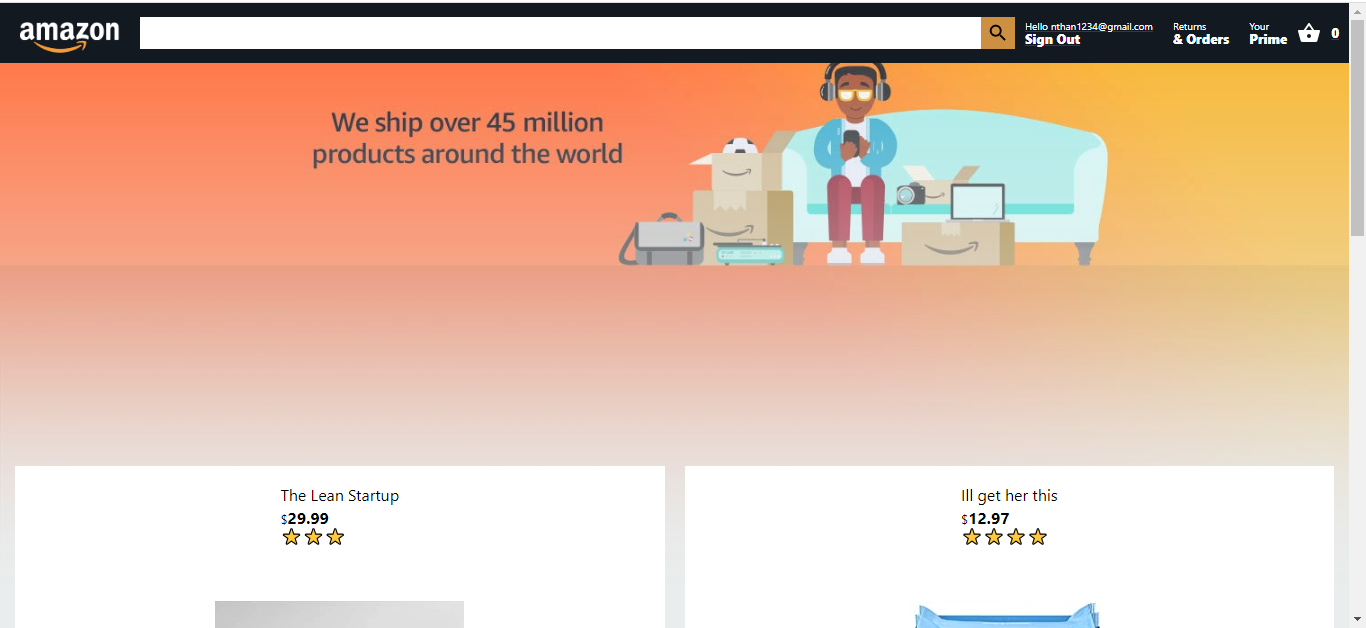 amazon
Hello nthan1234@gmail.com
Sign Out
Returns
& Orders
Your
Prime
0
We ship over 45 million
products around the world
The Lean Startup
$29.99
Ill get her this
$12.97